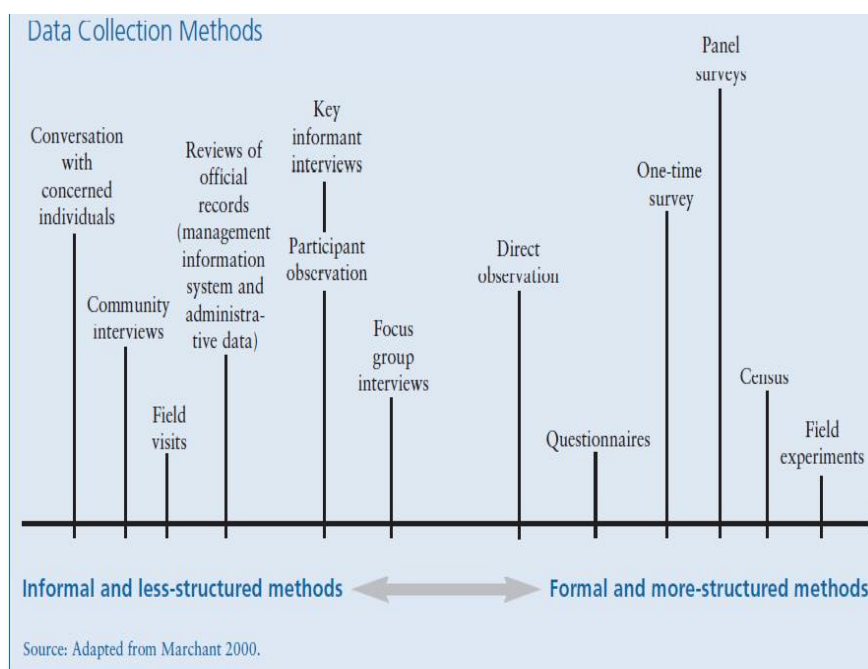 Data Collection Methods
Conversation
with
concerned
individuals
Community
interviews
Field
visits
Reviews of
official
records
(management
information
system and
administra-
tive data)
Key
informant
interviews
Participant
observation
Focus
group
interviews
Direct
observation
Questionnaires
One-time
survey
Panel
surveys
Census
Field
experiments
Informal and less-structured methods
Formal and more-structured methods
Source: Adapted from Marchant 2000.